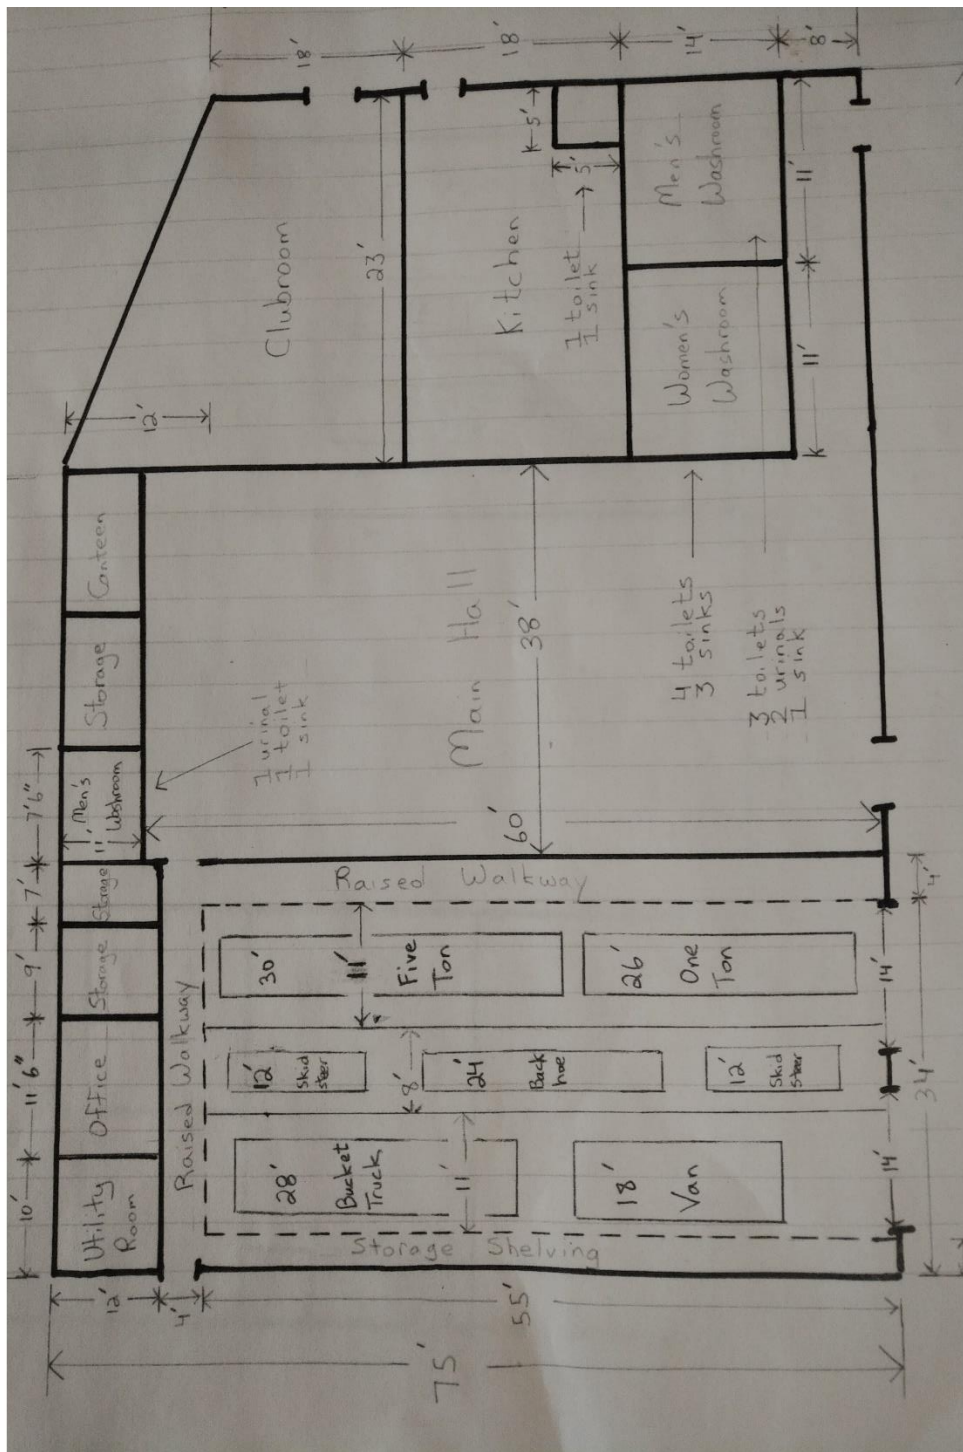 18'
18'
14'
8'
Clubroom
23'
12'
Kitchen
5'
5'
1 toilet
1 sink
Men's
Washroom
11'
Women's
Washroom
11'
Canteen
Storage
Men's
Washroom
11'
7'6"
1 urinal
1 toilet
1 sink
Main Hall
38'
60'
4 toilets
3 sinks
3 toilets
2 urinals
1 sink
Storage
7'
Storage
9'
Office
11'6"
Utility
Room
10'
Raised Walkway
Raised Walkway
30'
Five
Ton
11'
26'
One
Ton
12'
Skid
steer
8'
24'
Back
hoe
12'
Skid
steer
28'
Bucket
Truck
11'
18'
Van
Storage Shelving
4'
14'
14'
34'
12'
4'
55'
75'